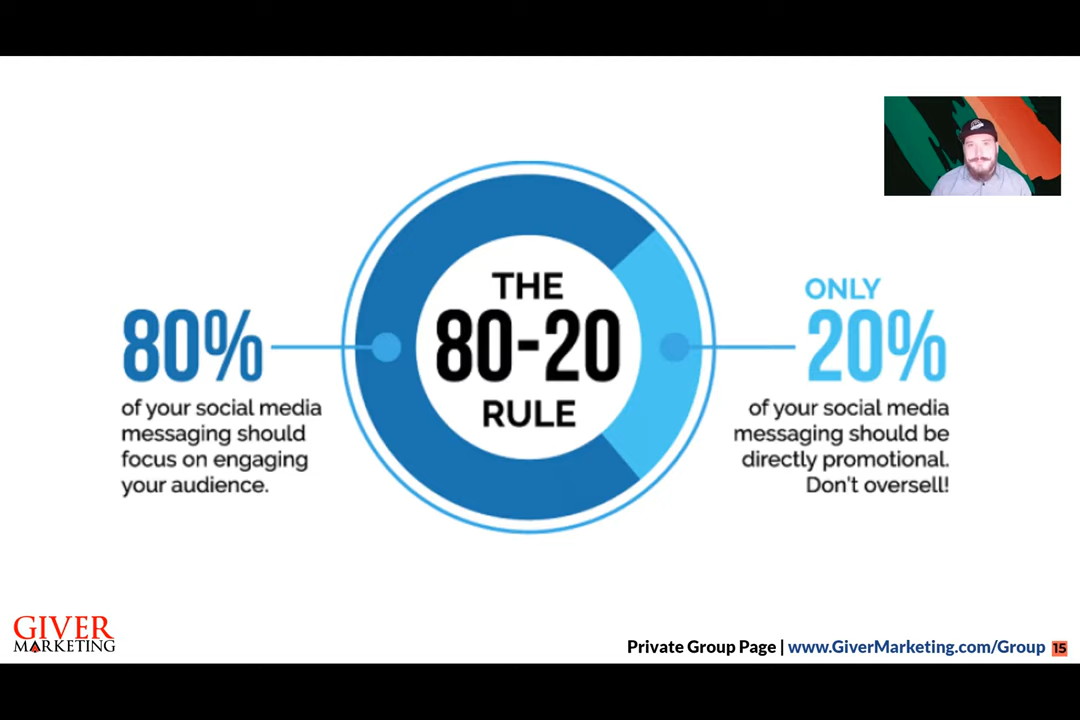 THE
80-20
RULE
80%
of your social media
messaging should
focus on engaging
your audience.
ONLY
20%
of your social media
messaging should be
directly promotional.
Don't oversell!
GIVER
MARKETING
Private Group Page | www.GiverMarketing.com/Group 15